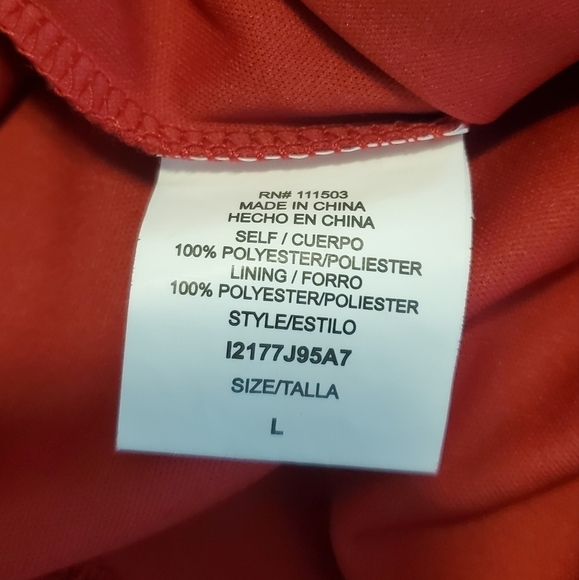 RN# 111503
MADE IN CHINA
HECHO EN CHINA
SELF / CUERPO
100% POLYESTER/POLIESTER
LINING / FORRO
100% POLYESTER/POLIESTER
STYLE/ESTILO
I2177J95A7
SIZE/TALLA
L